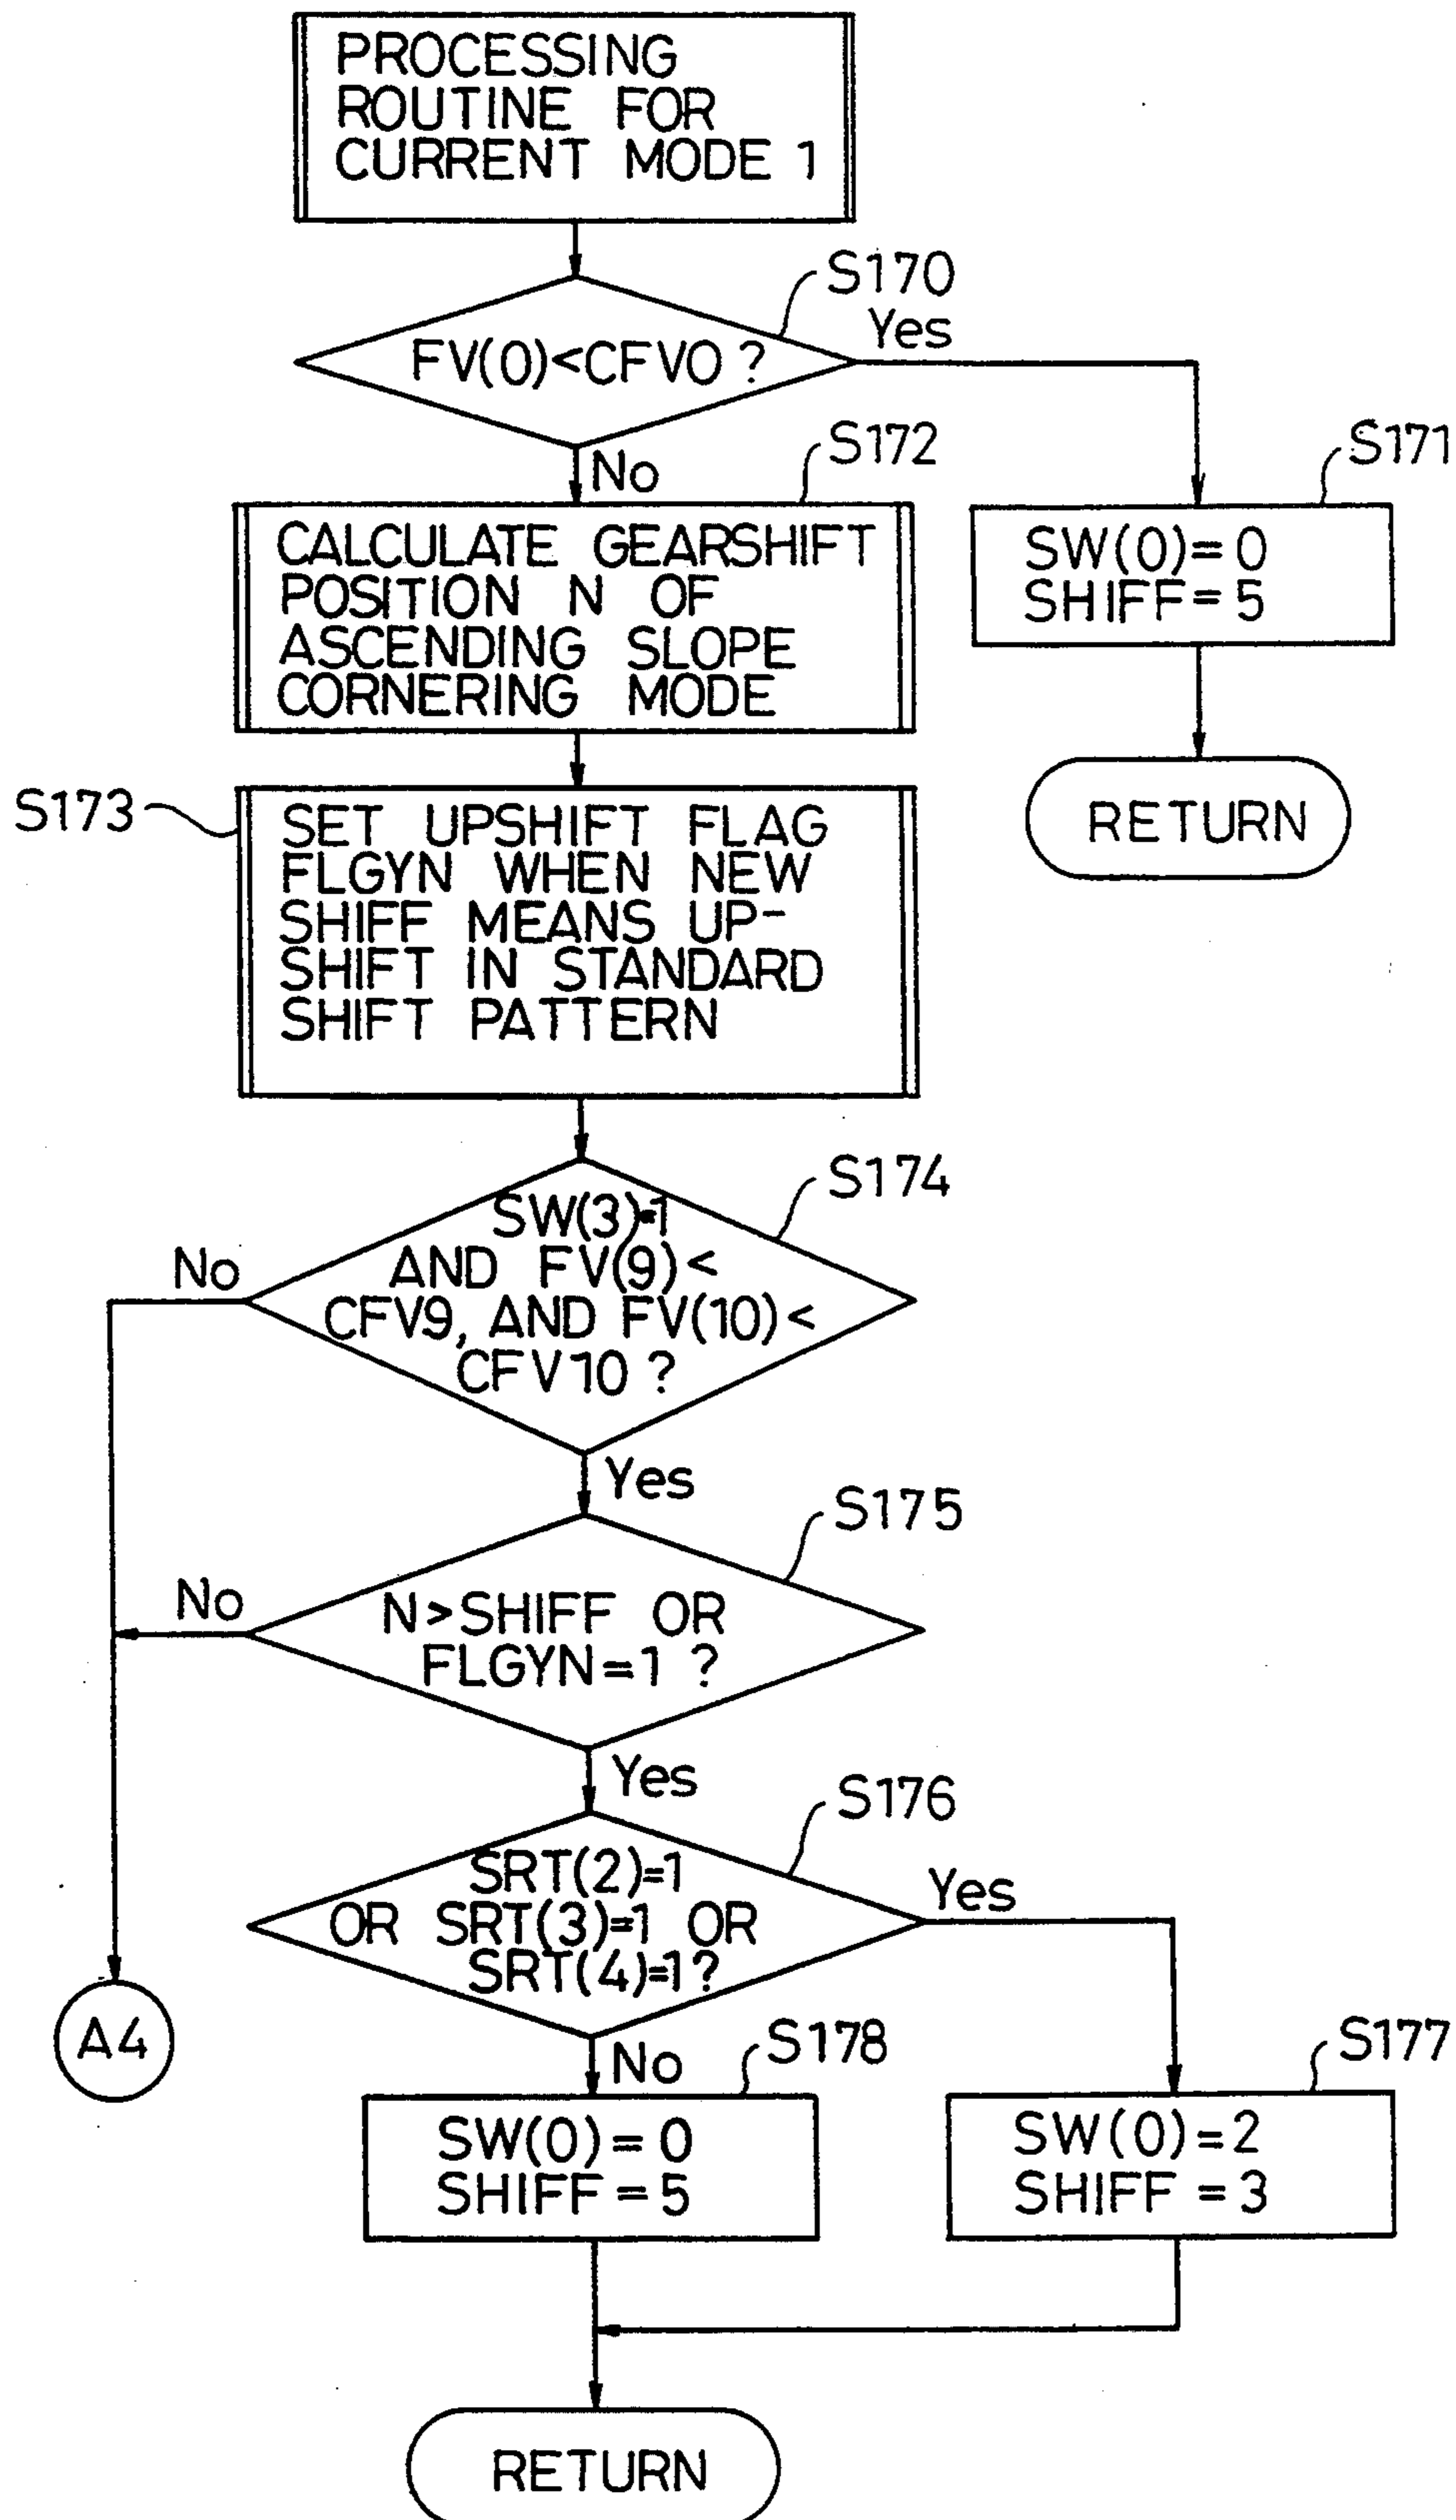 PROCESSING
ROUTINE FOR
CURRENT MODE 1
S170
Yes
FV(0)<CFV0 ?
No
S172
S171
CALCULATE GEARSHIFT
POSITION N OF
ASCENDING SLOPE
CORNERING MODE
SW(0)=0
SHIFF=5
RETURN
S173
SET UPSHIFT FLAG
FLGYN WHEN NEW
SHIFF MEANS UP-
SHIFT IN STANDARD
SHIFT PATTERN
S174
No
SW(3)=1
AND FV(9)<
CFV9, AND FV(10)<
CFV10 ?
Yes
S175
No
N>SHIFF OR
FLGYN=1 ?
Yes
S176
Yes
SRT(2)=1
OR SRT(3)=1 OR
SRT(4)=1?
A4
No
S178
S177
SW(0)=0
SHIFF=5
SW(0)=2
SHIFF=3
RETURN